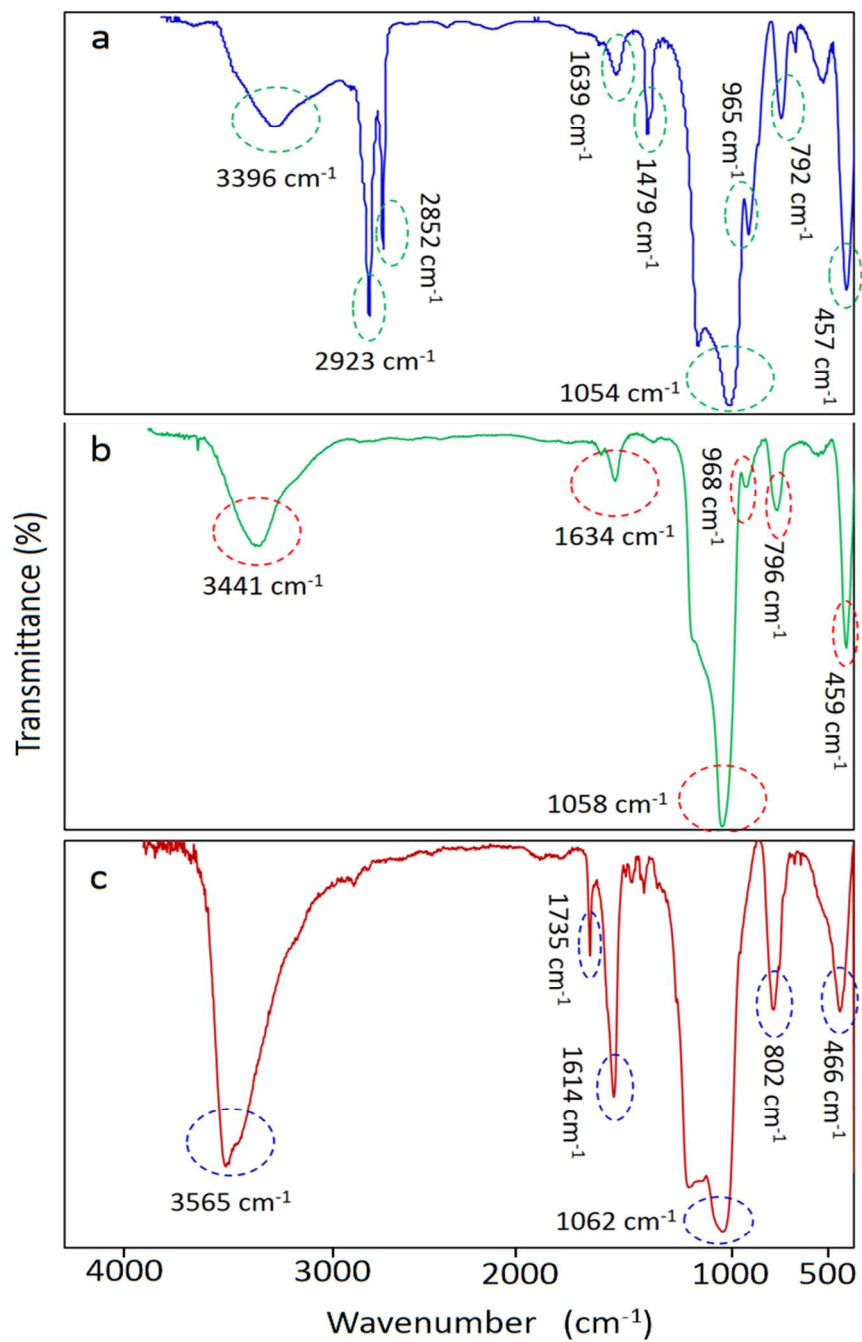 Transmittance (%)
a
3396 cm⁻¹
2923 cm⁻¹
2852 cm⁻¹
1639 cm⁻¹
1479 cm⁻¹
1054 cm⁻¹
965 cm⁻¹
792 cm⁻¹
457 cm⁻¹
b
3441 cm⁻¹
1634 cm⁻¹
1058 cm⁻¹
968 cm⁻¹
796 cm⁻¹
459 cm⁻¹
c
3565 cm⁻¹
1735 cm⁻¹
1614 cm⁻¹
1062 cm⁻¹
802 cm⁻¹
466 cm⁻¹
4000 3000 2000 1000 500
Wavenumber (cm⁻¹)